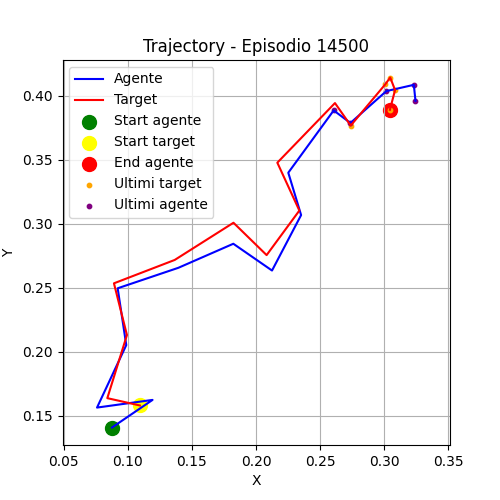 Trajectory - Episodio 14500
Agente
Target
Start agente
Start target
End agente
Ultimi target
Ultimi agente
Y
0.40
0.35
0.30
0.25
0.20
0.15
0.05 0.10 0.15 0.20 0.25 0.30 0.35
X